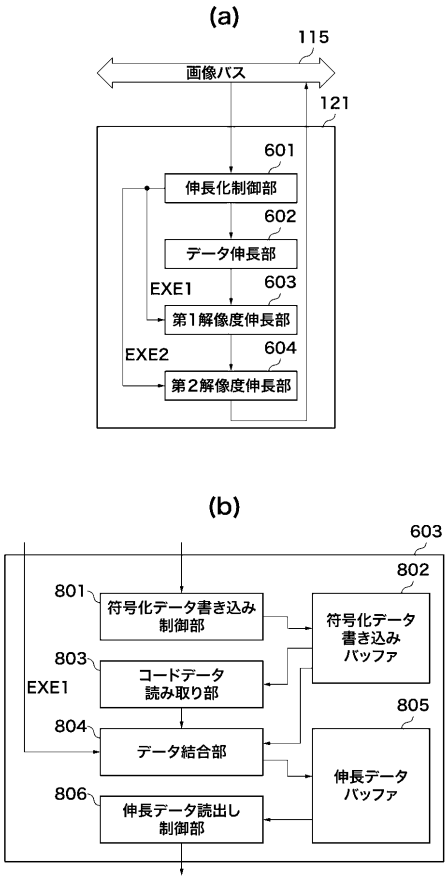 (a)
115
画像バス
121
601
伸長化制御部
602
データ伸長部
EXE1
603
第1解像度伸長部
EXE2
604
第2解像度伸長部
(b)
603
801
符号化データ書き込み
制御部
802
符号化データ
書き込み
バッファ
803
コードデータ
読み取り部
EXE1
804
データ結合部
805
伸長データ
バッファ
806
伸長データ読出し
制御部